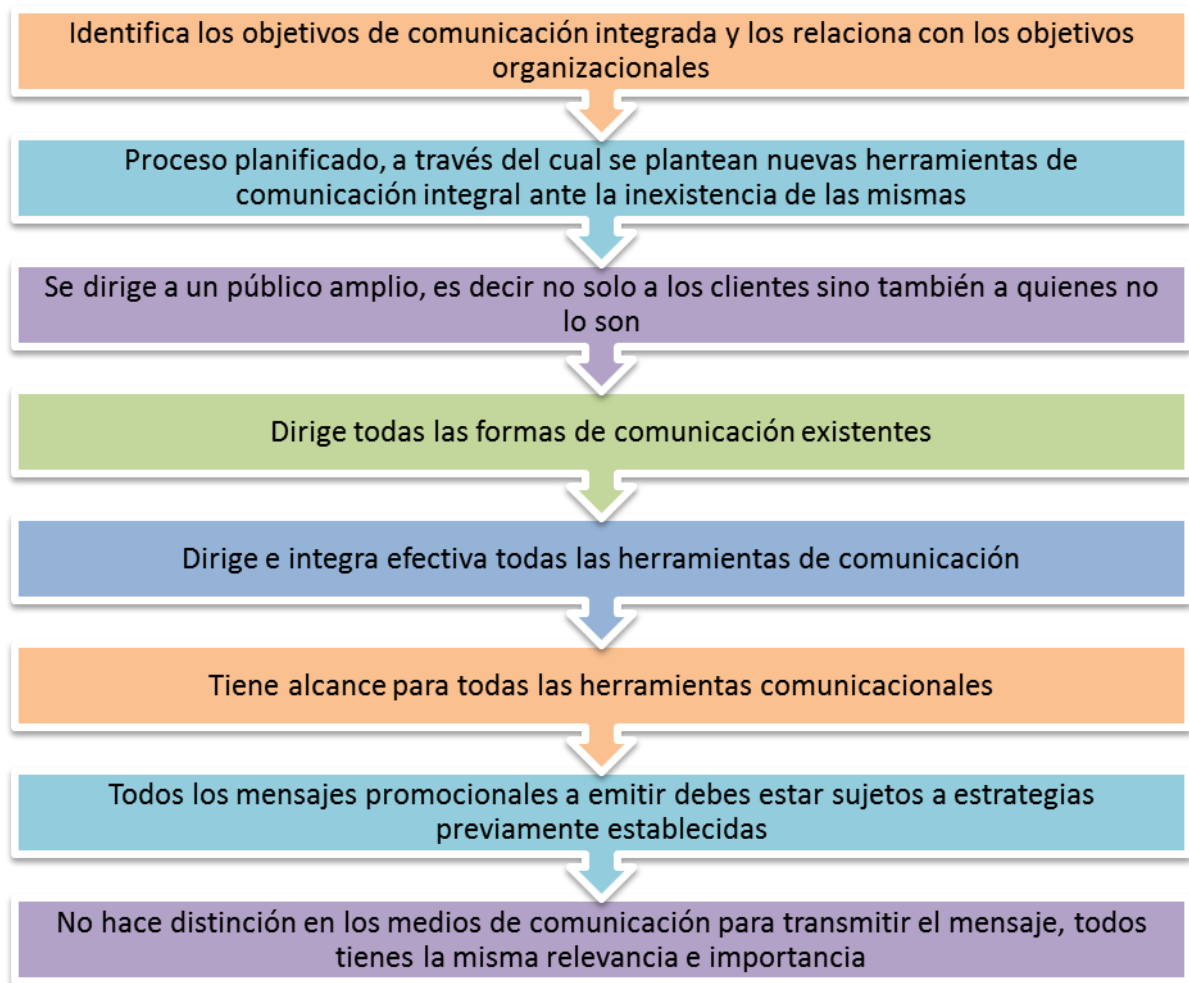 Identifica los objetivos de comunicación integrada y los relaciona con los objetivos
organizacionales
Proceso planificado, a través del cual se plantean nuevas herramientas de
comunicación integral ante la inexistencia de las mismas
Se dirige a un público amplio, es decir no solo a los clientes sino también a quienes no
lo son
Dirige todas las formas de comunicación existentes
Dirige e integra efectiva todas las herramientas de comunicación
Tiene alcance para todas las herramientas comunicacionales
Todos los mensajes promocionales a emitir debes estar sujetos a estrategias
previamente establecidas
No hace distinción en los medios de comunicación para transmitir el mensaje, todos
tienes la misma relevancia e importancia